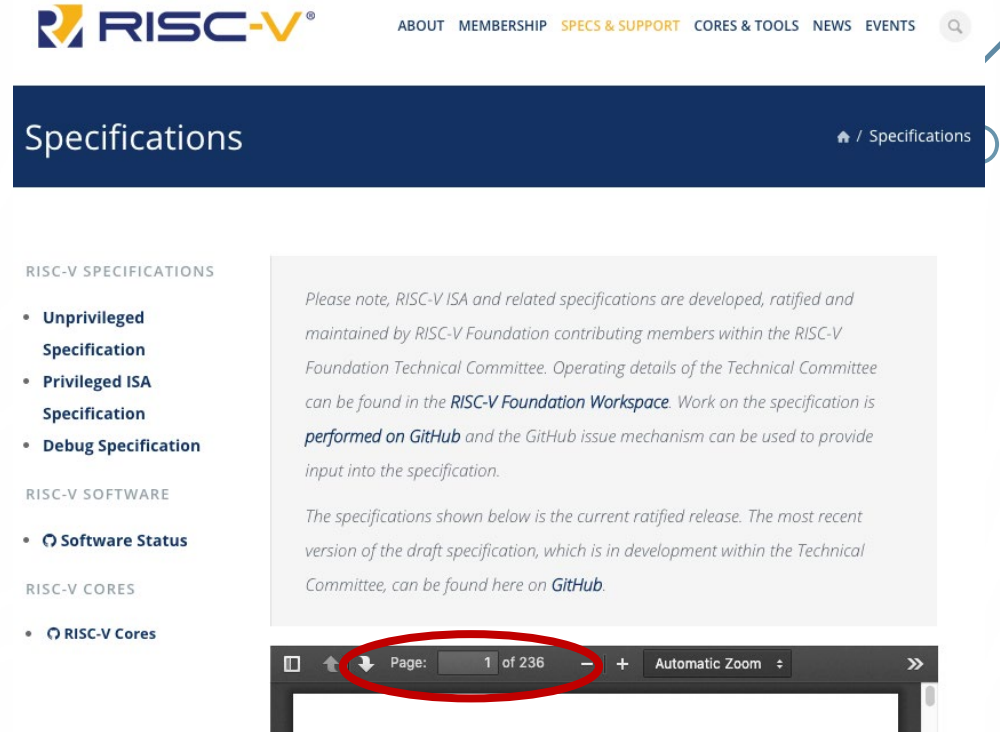 RISC-V®
ABOUT MEMBERSHIP SPECS & SUPPORT CORES & TOOLS NEWS EVENTS
Specifications
/ Specifications
RISC-V SPECIFICATIONS
• Unprivileged
Specification
• Privileged ISA
Specification
• Debug Specification
RISC-V SOFTWARE
• Software Status
RISC-V CORES
• RISC-V Cores
Please note, RISC-V ISA and related specifications are developed, ratified and
maintained by RISC-V Foundation contributing members within the RISC-V
Foundation Technical Committee. Operating details of the Technical Committee
can be found in the RISC-V Foundation Workspace. Work on the specification is
performed on GitHub and the GitHub issue mechanism can be used to provide
input into the specification.
The specifications shown below is the current ratified release. The most recent
version of the draft specification, which is in development within the Technical
Committee, can be found here on GitHub.
Page: 1 of 236 − + Automatic Zoom